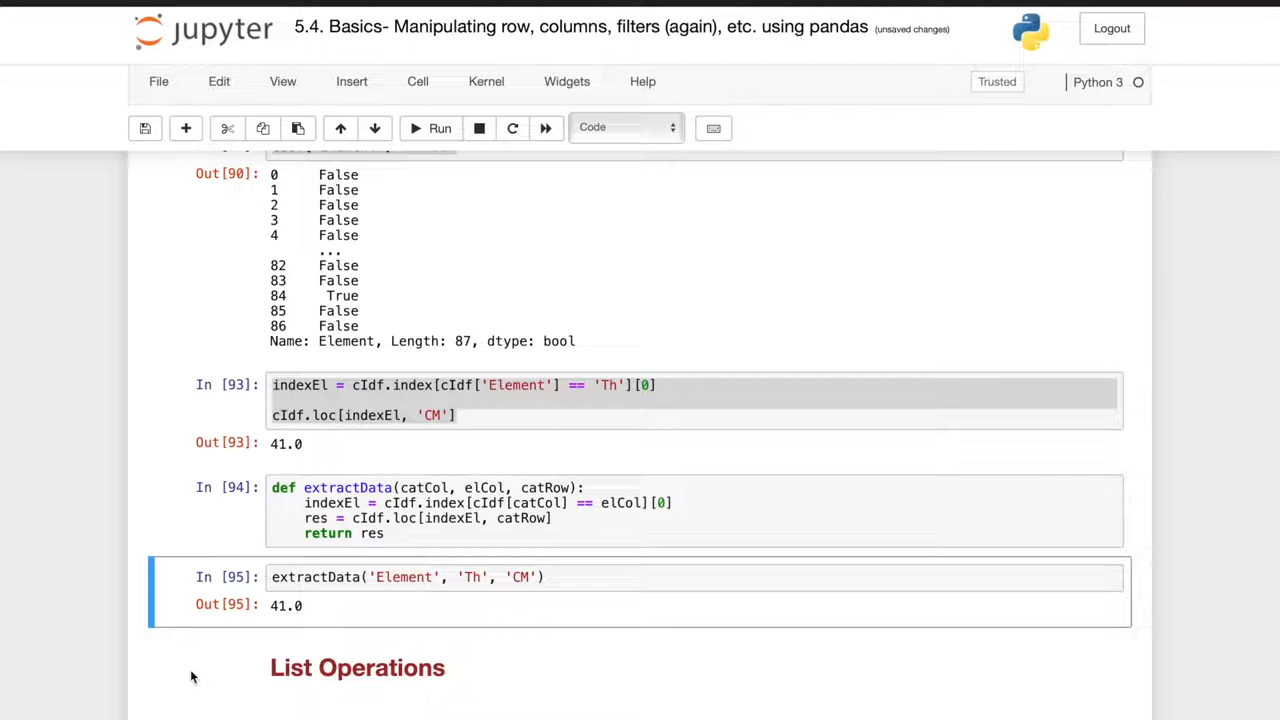 jupyter
5.4. Basics- Manipulating row, columns, filters (again), etc. using pandas (unsaved changes)
Logout
File Edit View Insert Cell Kernel Widgets Help
Trusted
Python 3
Run
Code
Out[90]: 0 False
1 False
2 False
3 False
4 False
...
82 False
83 False
84 True
85 False
86 False
Name: Element, Length: 87, dtype: bool
In [93]: indexEl = cIdf.index[cIdf['Element'] == 'Th'][0]
cIdf.loc[indexEl, 'CM']
Out[93]: 41.0
In [94]: def extractData(catCol, elCol, catRow):
indexEl = cIdf.index[cIdf[catCol] == elCol][0]
res = cIdf.loc[indexEl, catRow]
return res
In [95]: extractData('Element', 'Th', 'CM')
Out[95]: 41.0
List Operations